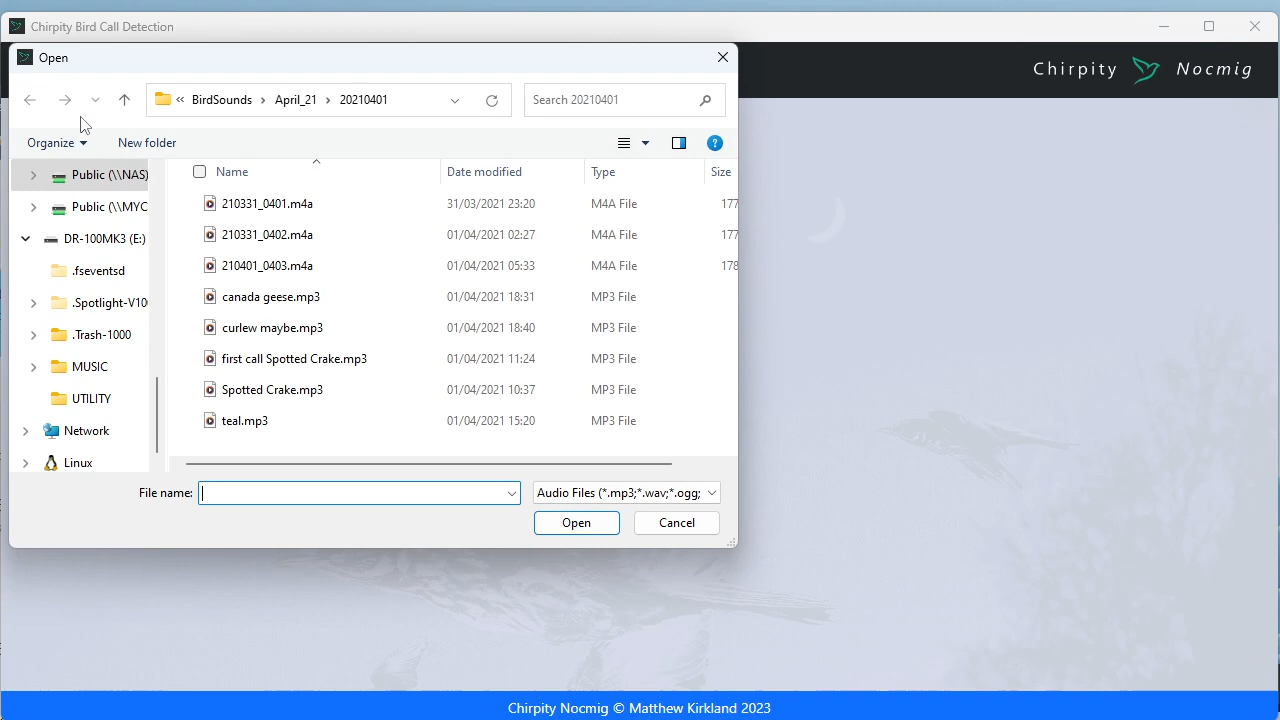 Chirpity Bird Call Detection
Chirpity Nocmig
Open
« BirdSounds > April_21 > 20210401
Search 20210401
Organize
New folder
?
Name Date modified Type Size
Public (\\NAS)
Public (\\MYC
DR-100MK3 (E:)
.fseventsd
.Spotlight-V10
.Trash-1000
MUSIC
UTILITY
Network
Linux
210331_0401.m4a 31/03/2021 23:20 M4A File 177
210331_0402.m4a 01/04/2021 02:27 M4A File 177
210401_0403.m4a 01/04/2021 05:33 M4A File 178
canada geese.mp3 01/04/2021 18:31 MP3 File
curlew maybe.mp3 01/04/2021 18:40 MP3 File
first call Spotted Crake.mp3 01/04/2021 11:24 MP3 File
Spotted Crake.mp3 01/04/2021 10:37 MP3 File
teal.mp3 01/04/2021 15:20 MP3 File
File name:
Audio Files (*.mp3;*.wav;*.ogg;
Open
Cancel
Chirpity Nocmig © Matthew Kirkland 2023